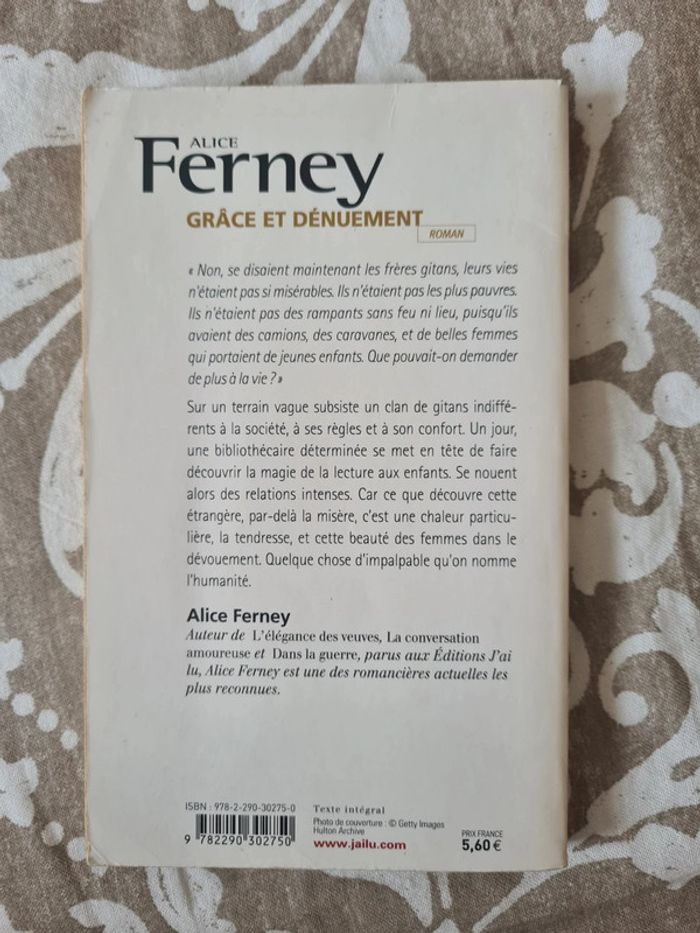 ALICE
Ferney
GRÂCE ET DÉNUEMENT
ROMAN
« Non, se disaient maintenant les frères gitans, leurs vies
n'étaient pas si misérables. Ils n'étaient pas les plus pauvres.
Ils n'étaient pas des rampants sans feu ni lieu, puisqu'ils
avaient des camions, des caravanes, et de belles femmes
qui portaient de jeunes enfants. Que pouvait-on demander
de plus à la vie ? »
Sur un terrain vague subsiste un clan de gitans indiffé-
rents à la société, à ses règles et à son confort. Un jour,
une bibliothécaire déterminée se met en tête de faire
découvrir la magie de la lecture aux enfants. Se nouent
alors des relations intenses. Car ce que découvre cette
étrangère, par-delà la misère, c'est une chaleur particu-
lière, la tendresse, et cette beauté des femmes dans le
dévouement. Quelque chose d'impalpable qu'on nomme
l'humanité.
Alice Ferney
Auteur de L'élégance des veuves, La conversation
amoureuse et Dans la guerre, parus aux Éditions J'ai
lu, Alice Ferney est une des romancières actuelles les
plus reconnues.
ISBN : 978-2-290-30275-0
9 782290 302750
Texte intégral
Photo de couverture : © Getty Images
Hulton Archive
www.jailu.com
PRIX FRANCE
5,60 €